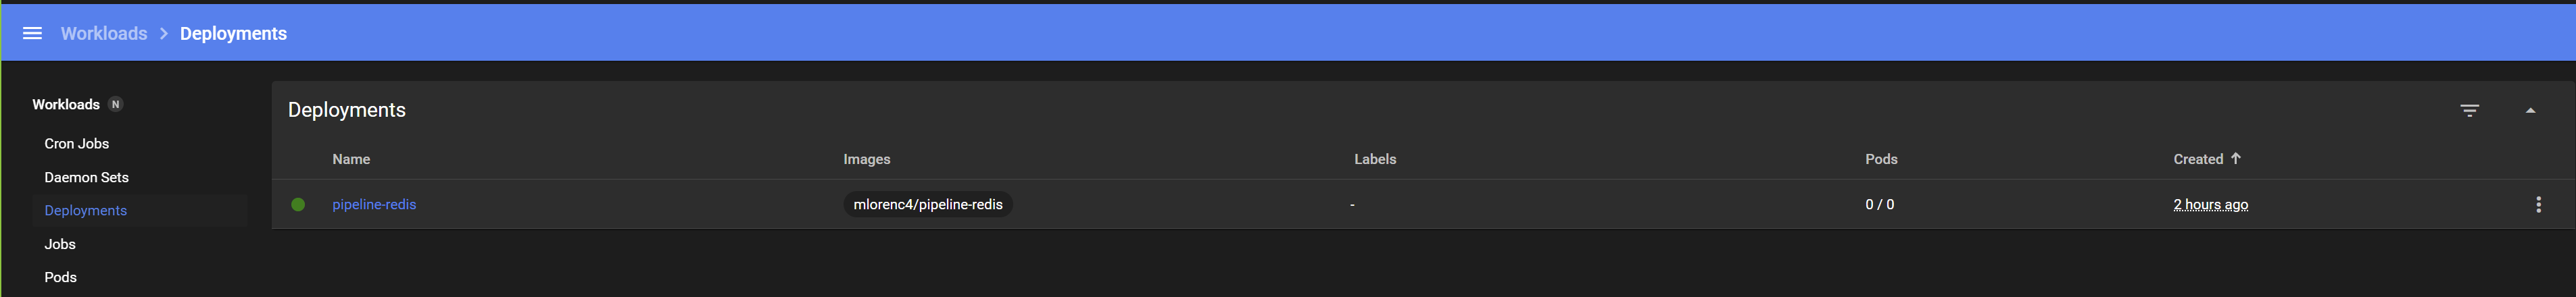 Workloads > Deployments
Workloads N
Cron Jobs
Daemon Sets
Deployments
Jobs
Pods
Deployments
Name Images Labels Pods Created ↑
pipeline-redis mlorenc4/pipeline-redis - 0 / 0 2 hours ago